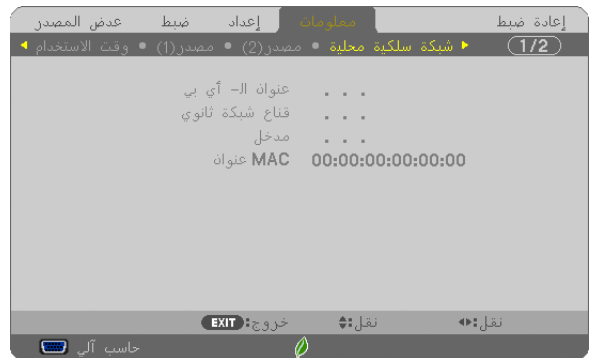 عرض المصدر ضبط إعداد معلومات إعادة ضبط
وقت الاستخدام • مصدر(1) • مصدر(2) • شبكة سلكية محلية 1/2
عنوان الـ- آي بي . . .
قناع شبكة ثانوي . . .
مدخل . . .
MAC عنوان 00:00:00:00:00:00
EXIT :خروج نقل: نقل:
حاسب آلي